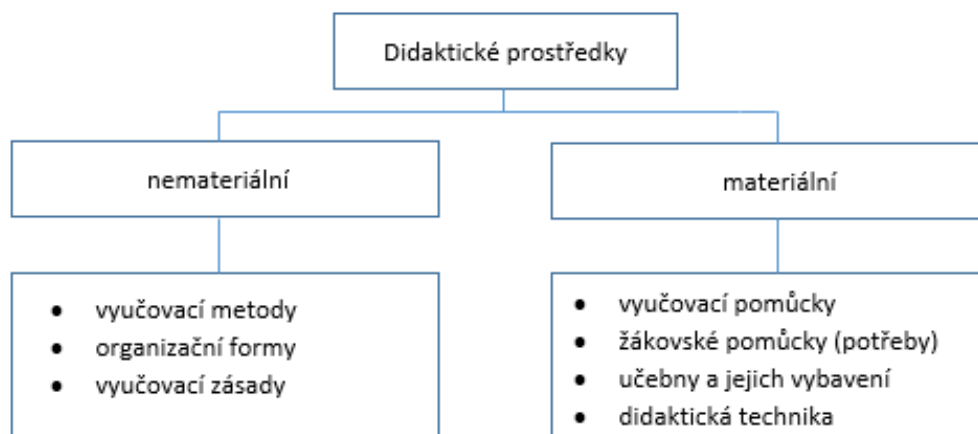 Didaktické prostředky
nemateriální
materiální
• vyučovací metody
• organizační formy
• vyučovací zásady
• vyučovací pomůcky
• žákovské pomůcky (potřeby)
• učebny a jejich vybavení
• didaktická technika